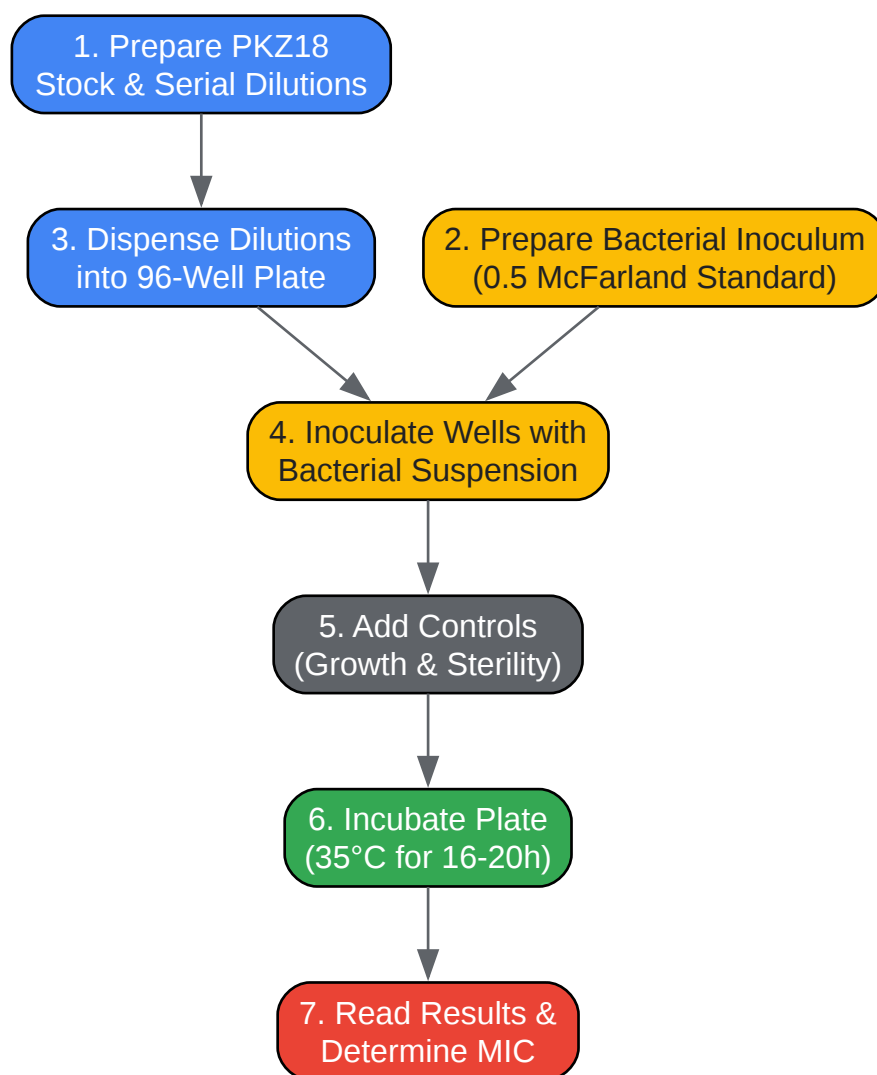 1. Prepare PKZ18
Stock & Serial Dilutions
3. Dispense Dilutions
into 96-Well Plate
2. Prepare Bacterial Inoculum
(0.5 McFarland Standard)
4. Inoculate Wells with
Bacterial Suspension
5. Add Controls
(Growth & Sterility)
6. Incubate Plate
(35°C for 16-20h)
7. Read Results &
Determine MIC